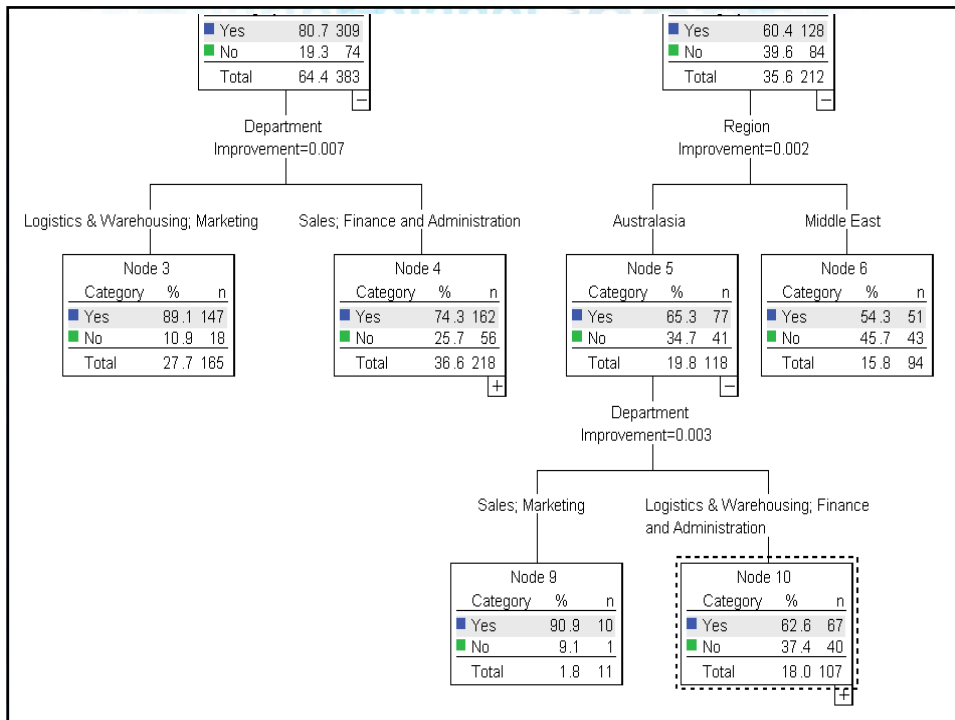 Yes 80.7 309
No 19.3 74
Total 64.4 383
Yes 60.4 128
No 39.6 84
Total 35.6 212
Department
Improvement=0.007
Region
Improvement=0.002
Logistics & Warehousing; Marketing
Sales; Finance and Administration
Australasia
Middle East
Node 3
Category % n
Yes 89.1 147
No 10.9 18
Total 27.7 165
Node 4
Category % n
Yes 74.3 162
No 25.7 56
Total 36.6 218
Node 5
Category % n
Yes 65.3 77
No 34.7 41
Total 19.8 118
Node 6
Category % n
Yes 54.3 51
No 45.7 43
Total 15.8 94
Department
Improvement=0.003
Sales; Marketing
Logistics & Warehousing; Finance
and Administration
Node 9
Category % n
Yes 90.9 10
No 9.1 1
Total 1.8 11
Node 10
Category % n
Yes 62.6 67
No 37.4 40
Total 18.0 107